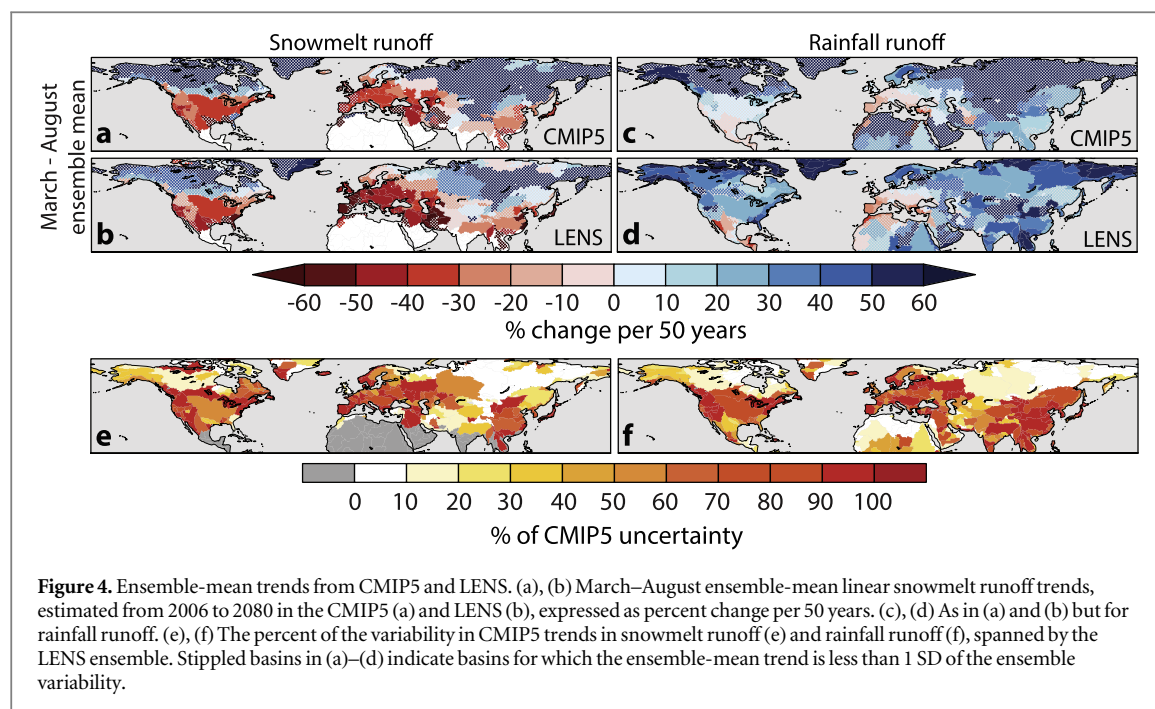 Snowmelt runoff
Rainfall runoff
March - August
ensemble mean
a
CMIP5
c
CMIP5
b
LENS
d
LENS
-60 -50 -40 -30 -20 -10 0 10 20 30 40 50 60
% change per 50 years
e
f
0 10 20 30 40 50 60 70 80 90 100
% of CMIP5 uncertainty
Figure 4. Ensemble-mean trends from CMIP5 and LENS. (a), (b) March–August ensemble-mean linear snowmelt runoff trends,
estimated from 2006 to 2080 in the CMIP5 (a) and LENS (b), expressed as percent change per 50 years. (c), (d) As in (a) and (b) but for
rainfall runoff. (e), (f) The percent of the variability in CMIP5 trends in snowmelt runoff (e) and rainfall runoff (f), spanned by the
LENS ensemble. Stippled basins in (a)–(d) indicate basins for which the ensemble-mean trend is less than 1 SD of the ensemble
variability.